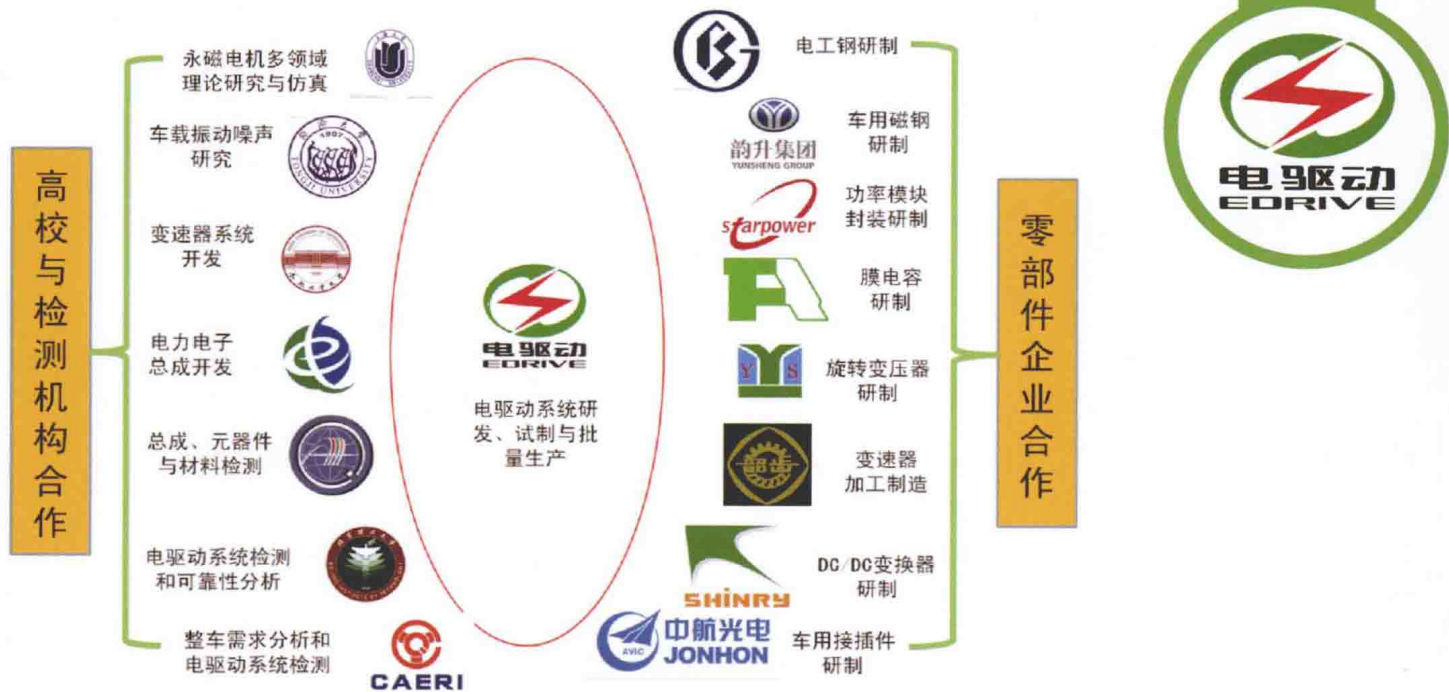 高校与检测机构合作
永磁电机多领域
理论研究与仿真
车载振动噪声
研究
1907
TONGJI UNIVERSITY
变速器系统
开发
电力电子
总成开发
总成、元器件
与材料检测
电驱动系统检测
和可靠性分析
整车需求分析和
电驱动系统检测
CAERI
电驱动
EDRIVE
电驱动系统研
发、试制与批
量生产
电工钢研制
韵升集团
YUNSHENG GROUP
车用磁钢
研制
starpower
功率模块
封装研制
膜电容
研制
YS
旋转变压器
研制
韶齿
变速器
加工制造
SHINRY
DC/DC变换器
研制
AVIC
中航光电
JONHON
车用接插件
研制
零部件企业合作
电驱动
EDRIVE